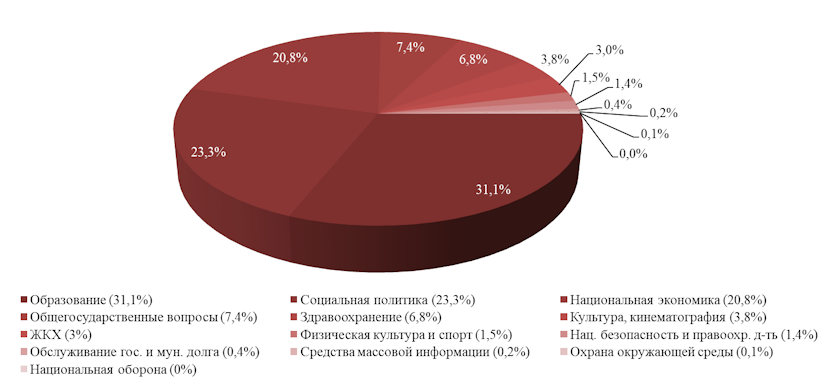 7,4%
6,8%
3,8%
3,0%
20,8%
1,5%
1,4%
0,4%
0,2%
0,1%
0,0%
23,3%
31,1%
Образование (31,1%) Социальная политика (23,3%) Национальная экономика (20,8%)
Общегосударственные вопросы (7,4%) Здравоохранение (6,8%) Культура, кинематография (3,8%)
ЖКХ (3%) Физическая культура и спорт (1,5%) Нац. безопасность и правоохр. д-ть (1,4%)
Обслуживание гос. и мун. долга (0,4%) Средства массовой информации (0,2%) Охрана окружающей среды (0,1%)
Национальная оборона (0%)